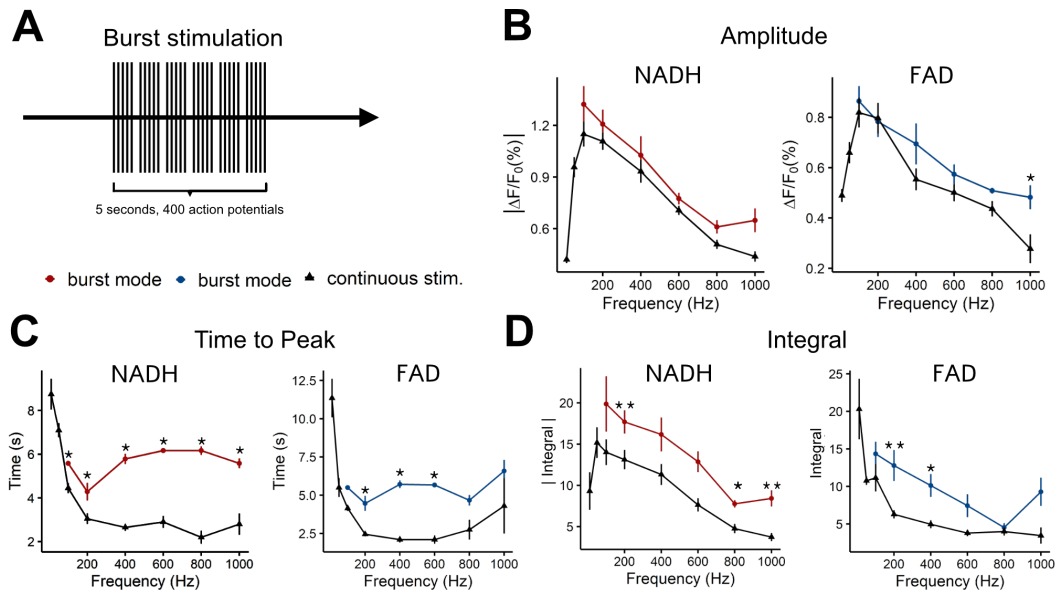 A
Burst stimulation
5 seconds, 400 action potentials
burst mode
burst mode
continuous stim.
B
Amplitude
NADH
|ΔF/F0(%)|
1.2
0.9
0.6
200 400 600 800 1000
Frequency (Hz)
FAD
ΔF/F0(%)
0.8
0.6
0.4
0.2
*
200 400 600 800 1000
Frequency (Hz)
C
Time to Peak
NADH
Time (s)
8
6
4
2
* * * * * *
200 400 600 800 1000
Frequency (Hz)
FAD
Time (s)
12.5
10.0
7.5
5.0
2.5
* * *
200 400 600 800 1000
Frequency (Hz)
D
Integral
NADH
| Integral |
20
15
10
5
** * **
200 400 600 800 1000
Frequency (Hz)
FAD
Integral
25
20
15
10
5
** *
200 400 600 800 1000
Frequency (Hz)